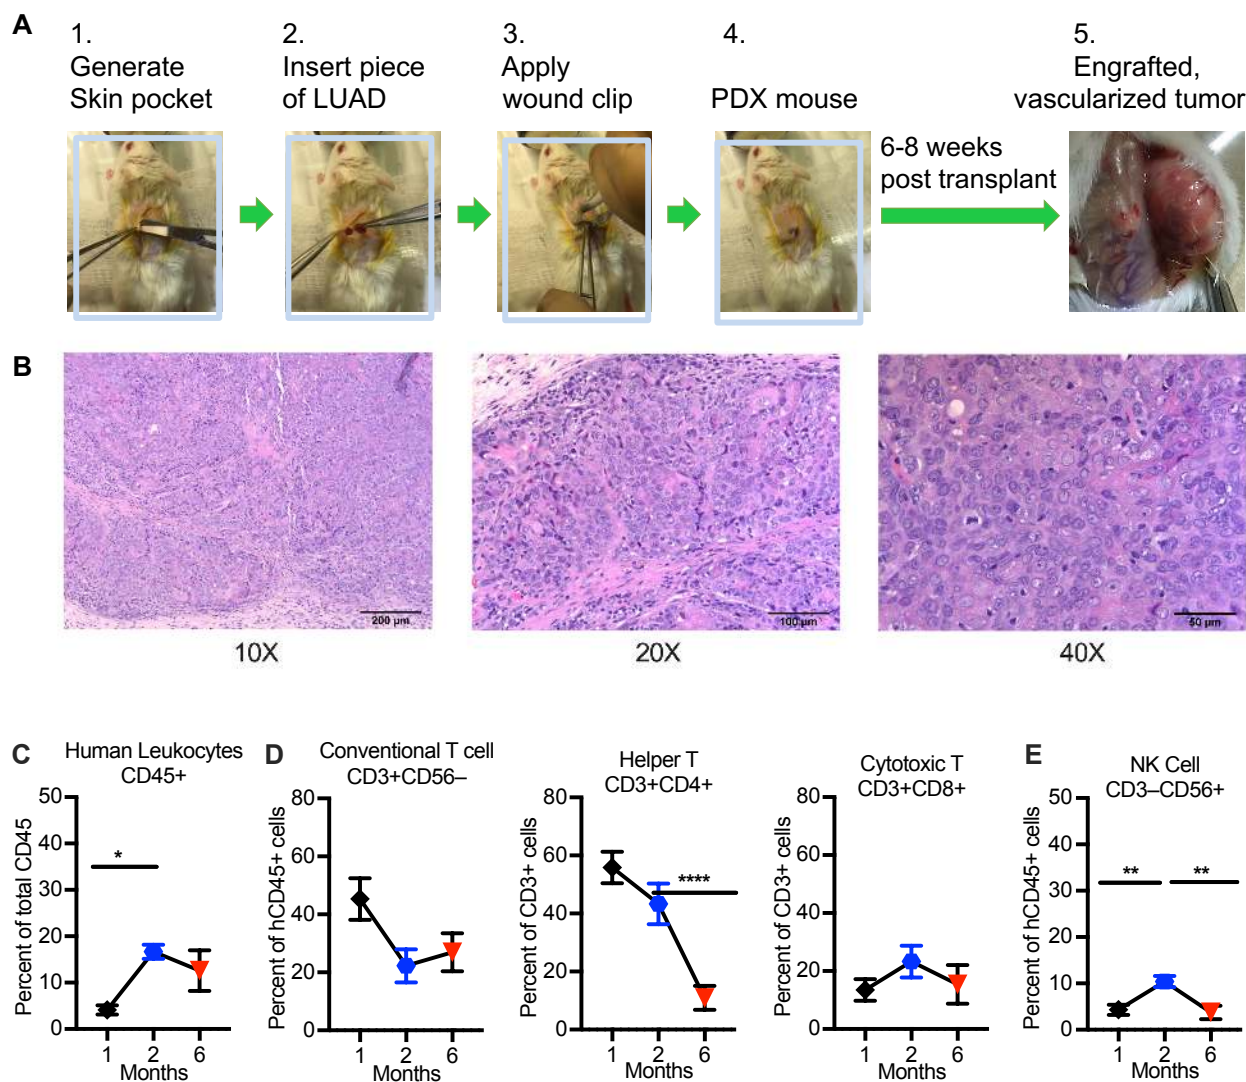 A
1.
Generate
Skin pocket
2.
Insert piece
of LUAD
3.
Apply
wound clip
4.
PDX mouse
6-8 weeks
post transplant
5.
Engrafted,
vascularized tumor
B
200 µm
100 µm
50 µm
10X
20X
40X
C
Human Leukocytes
CD45+
Percent of total CD45
50
40
30
20
10
0
*
1
2
6
Months
D
Conventional T cell
CD3+CD56–
Percent of hCD45+ cells
80
60
40
20
0
1
2
6
Months
Helper T
CD3+CD4+
Percent of CD3+ cells
80
60
40
20
0
****
1
2
6
Months
Cytotoxic T
CD3+CD8+
Percent of CD3+ cells
80
60
40
20
0
1
2
6
Months
E
NK Cell
CD3–CD56+
Percent of hCD45+ cells
50
40
30
20
10
0
**
**
1
2
6
Months